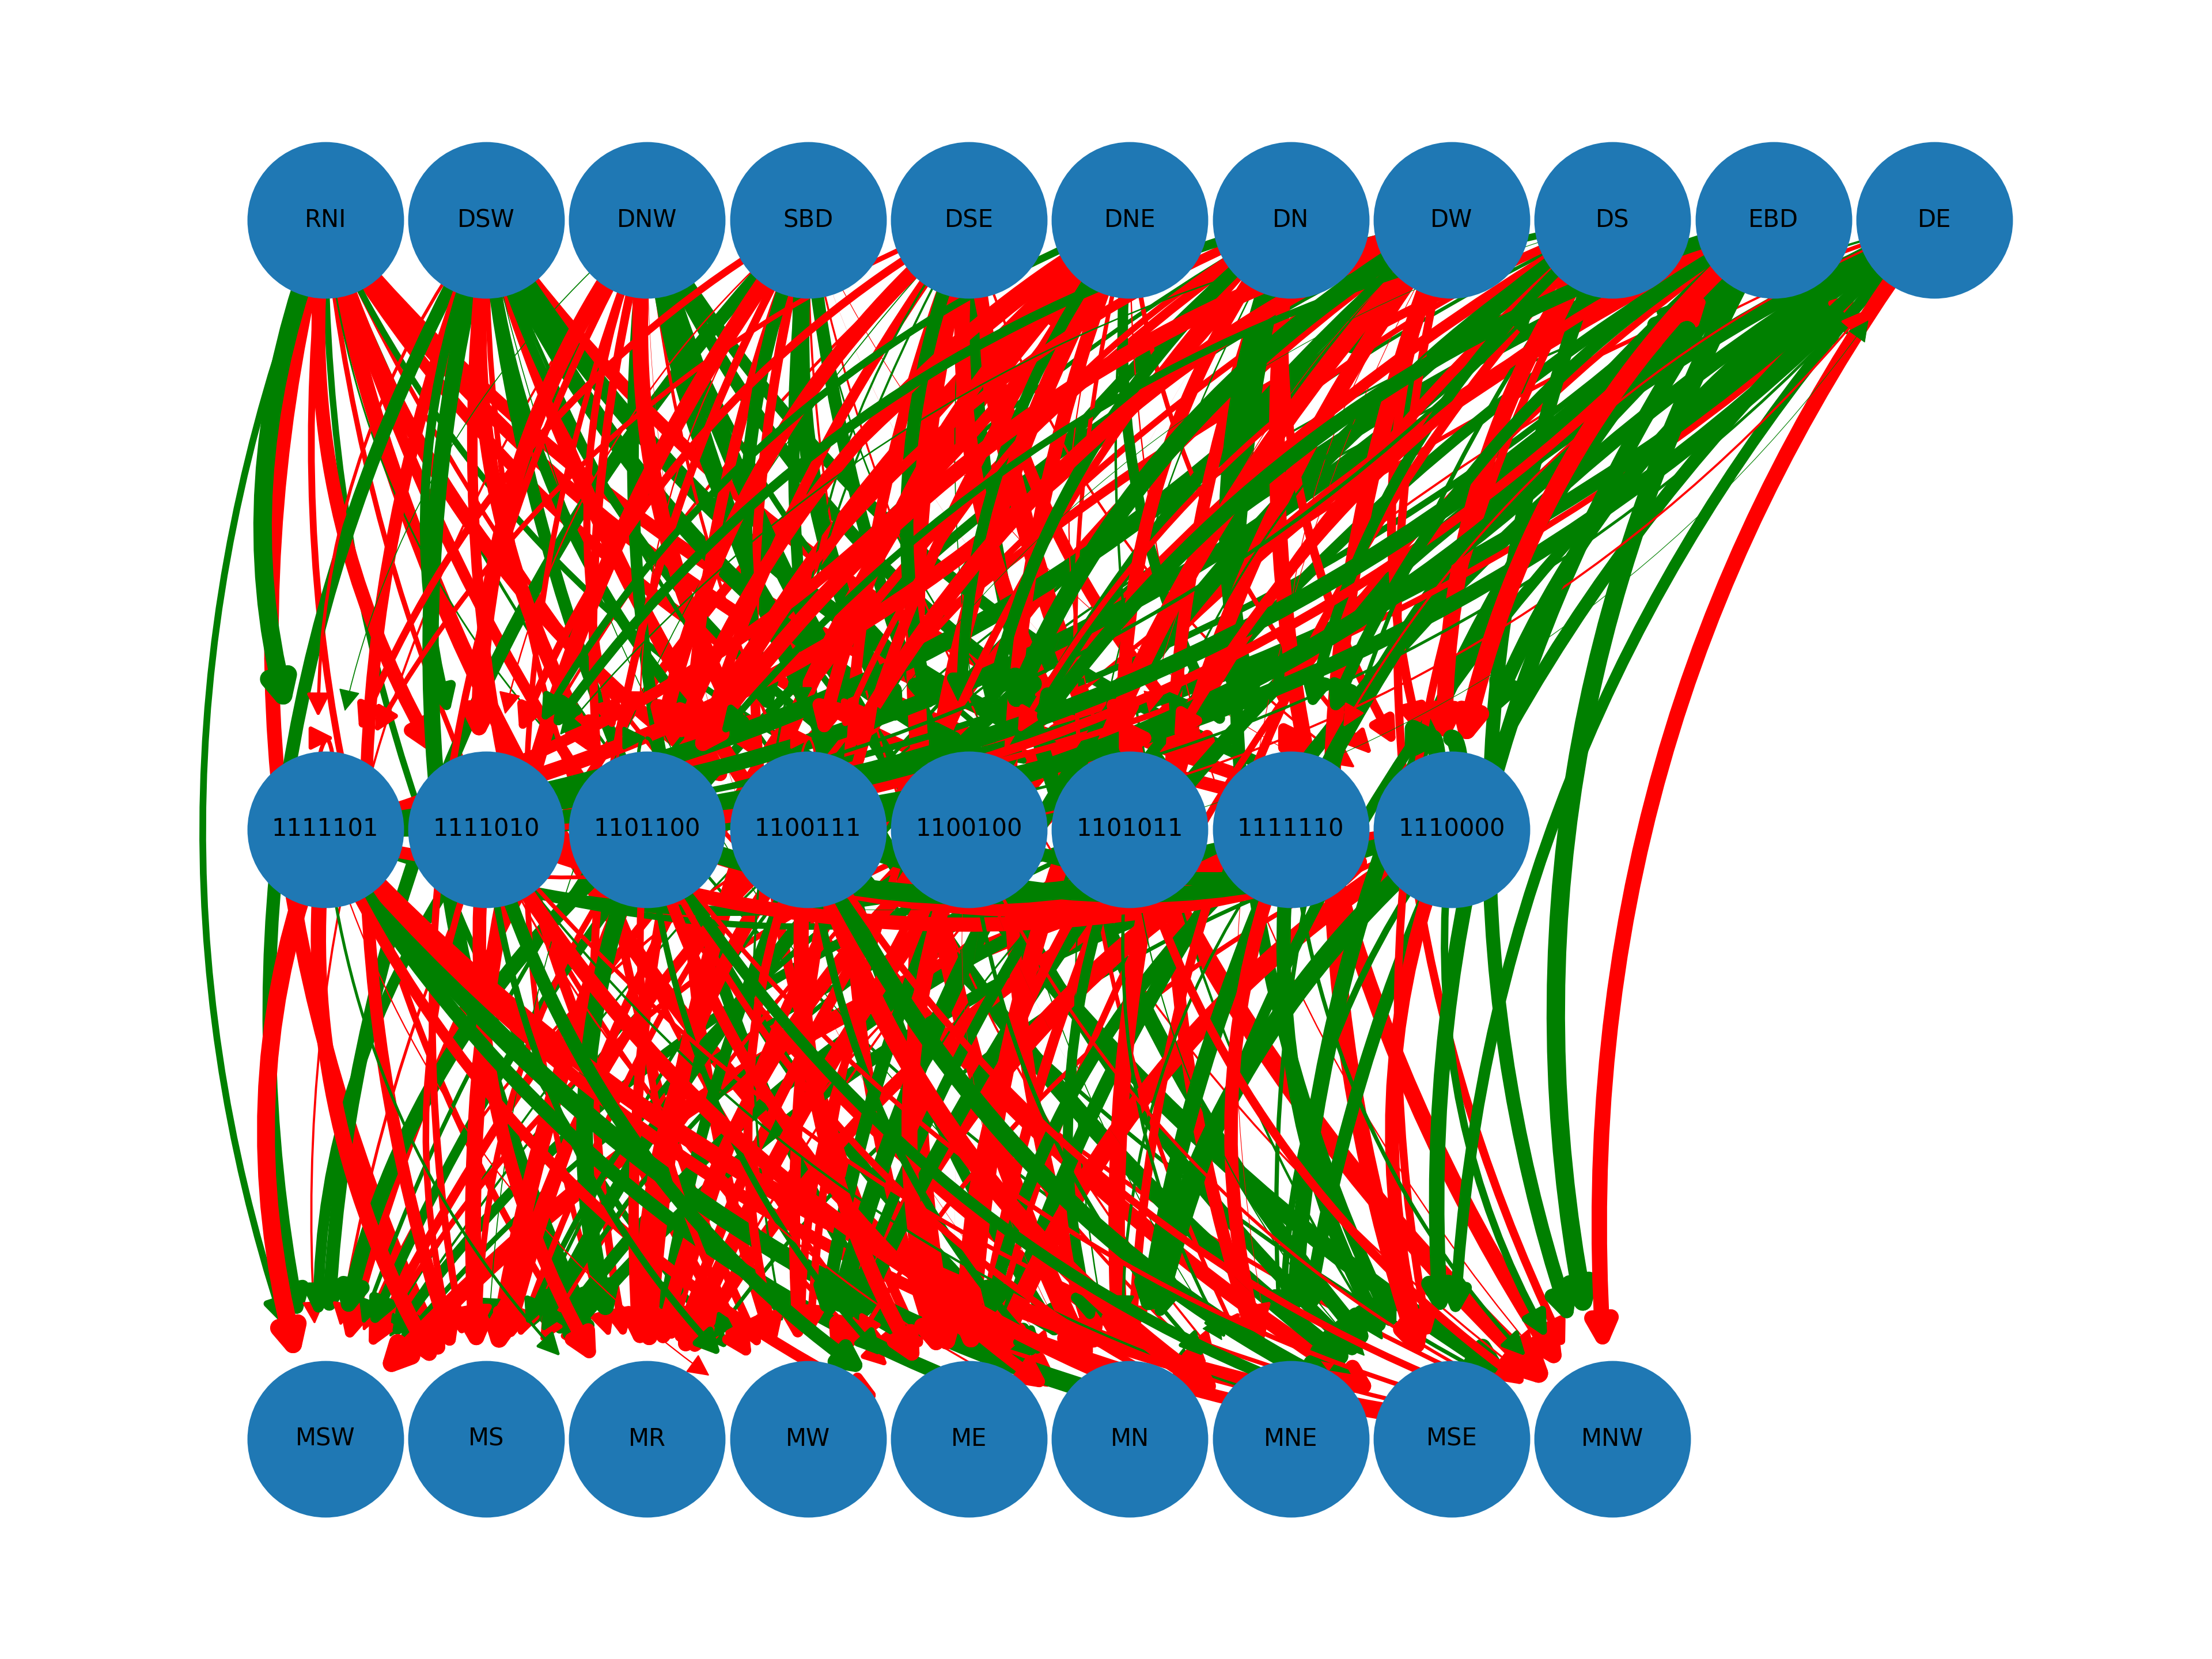 RNI DSW DNW SBD DSE DNE DN DW DS EBD DE
1111101 1111010 1101100 1100111 1100100 1101011 1111110 1110000
MSW MS MR MW ME MN MNE MSE MNW